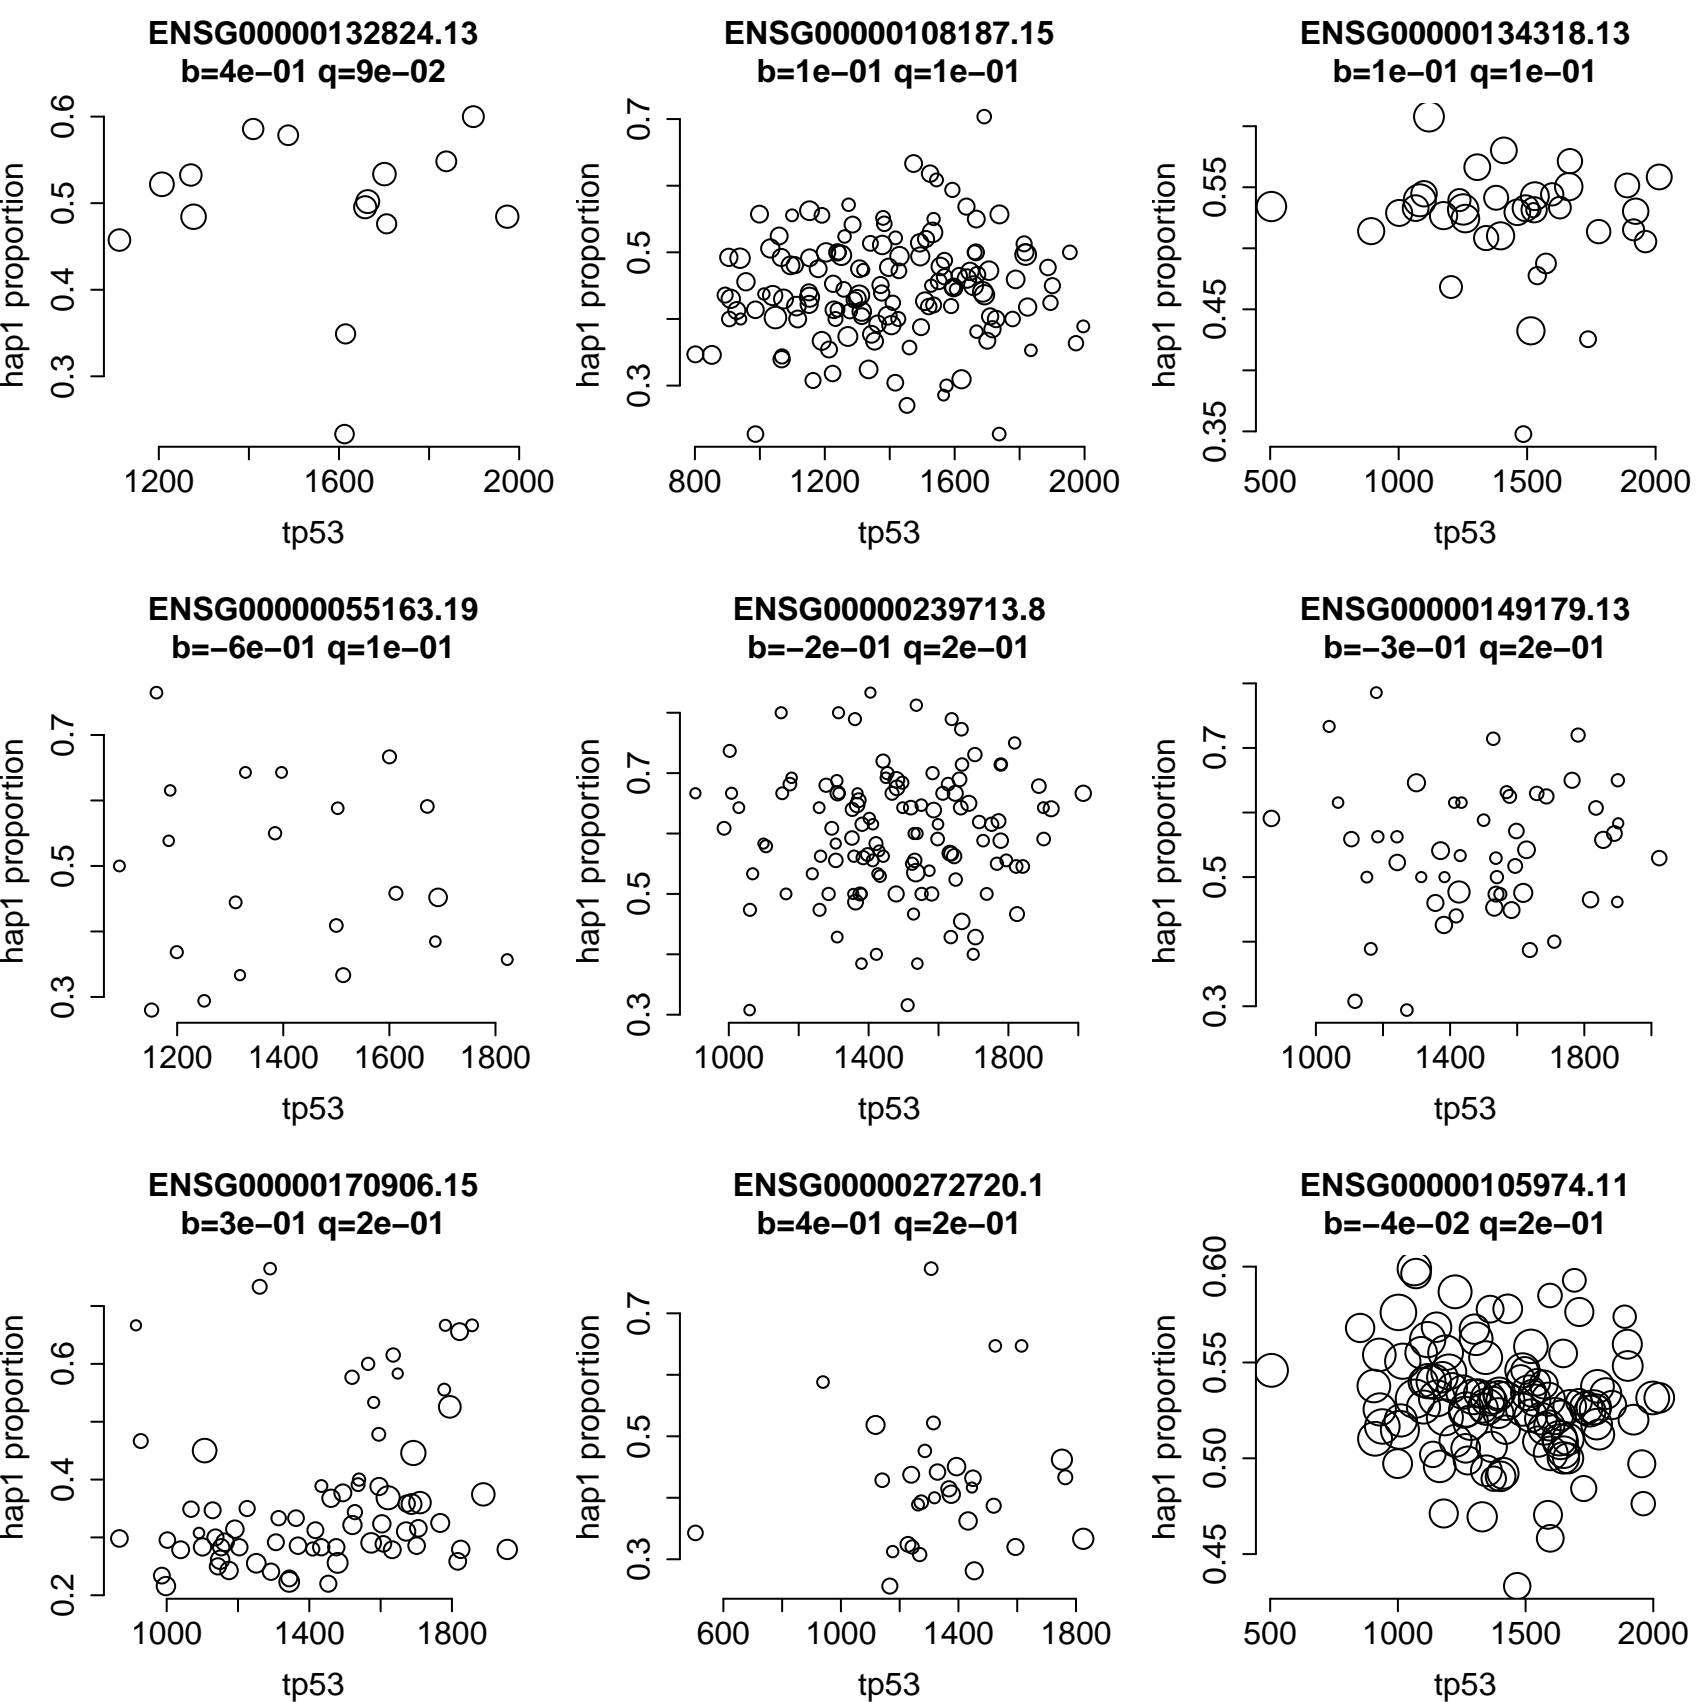 ENSG00000132824.13
b=4e−01 q=9e−02
hap1 proportion
0.3 0.4 0.5 0.6
1200 1600 2000
tp53
ENSG00000108187.15
b=1e−01 q=1e−01
hap1 proportion
0.3 0.5 0.7
800 1200 1600 2000
tp53
ENSG00000134318.13
b=1e−01 q=1e−01
hap1 proportion
0.35 0.45 0.55
500 1000 1500 2000
tp53
ENSG00000055163.19
b=−6e−01 q=1e−01
hap1 proportion
0.3 0.5 0.7
1200 1400 1600 1800
tp53
ENSG00000239713.8
b=−2e−01 q=2e−01
hap1 proportion
0.3 0.5 0.7
1000 1400 1800
tp53
ENSG00000149179.13
b=−3e−01 q=2e−01
hap1 proportion
0.3 0.5 0.7
1000 1400 1800
tp53
ENSG00000170906.15
b=3e−01 q=2e−01
hap1 proportion
0.2 0.4 0.6
1000 1400 1800
tp53
ENSG00000272720.1
b=4e−01 q=2e−01
hap1 proportion
0.3 0.5 0.7
600 1000 1400 1800
tp53
ENSG00000105974.11
b=−4e−02 q=2e−01
hap1 proportion
0.45 0.50 0.55 0.60
500 1000 1500 2000
tp53